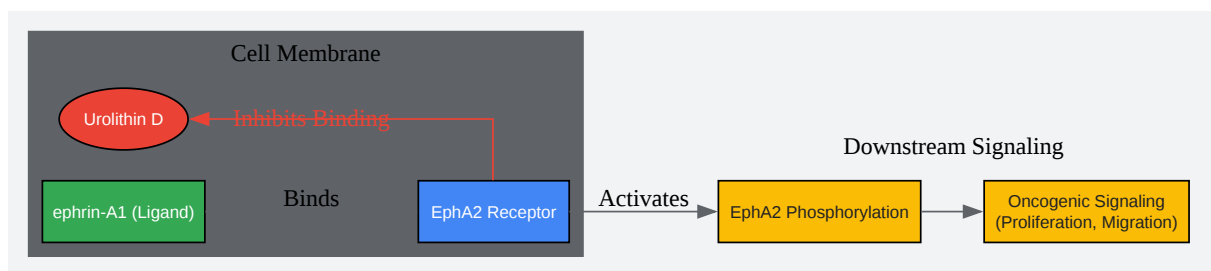 Cell Membrane
Urolithin D
Inhibits Binding
Downstream Signaling
ephrin-A1 (Ligand)
Binds
EphA2 Receptor
Activates
EphA2 Phosphorylation
Oncogenic Signaling
(Proliferation, Migration)